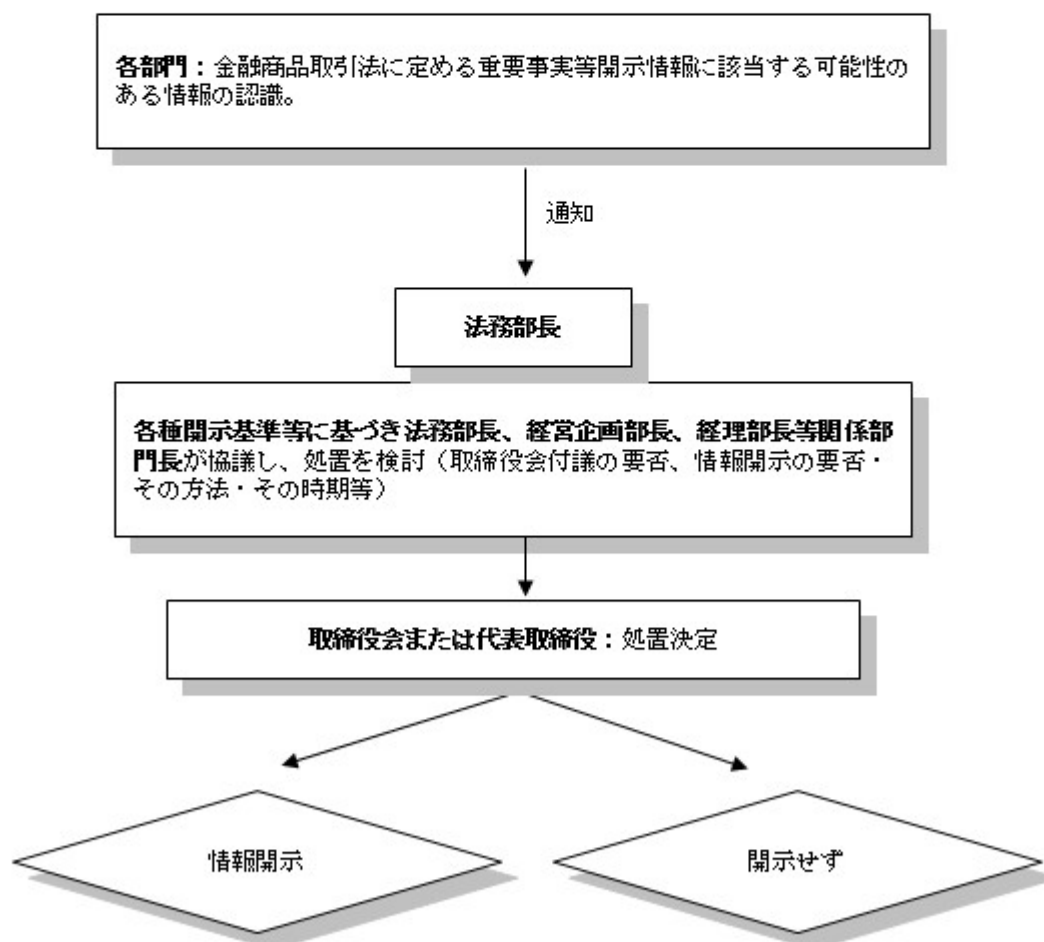 各部門：金融商品取引法に定める重要事実等開示情報に該当する可能性の
ある情報の認識。
通知
法務部長
各種開示基準等に基づき法務部長、経営企画部長、経理部長等関係部
門長が協議し、処置を検討（取締役会付議の要否、情報開示の要否・
その方法・その時期等）
取締役会または代表取締役：処置決定
情報開示
開示せず